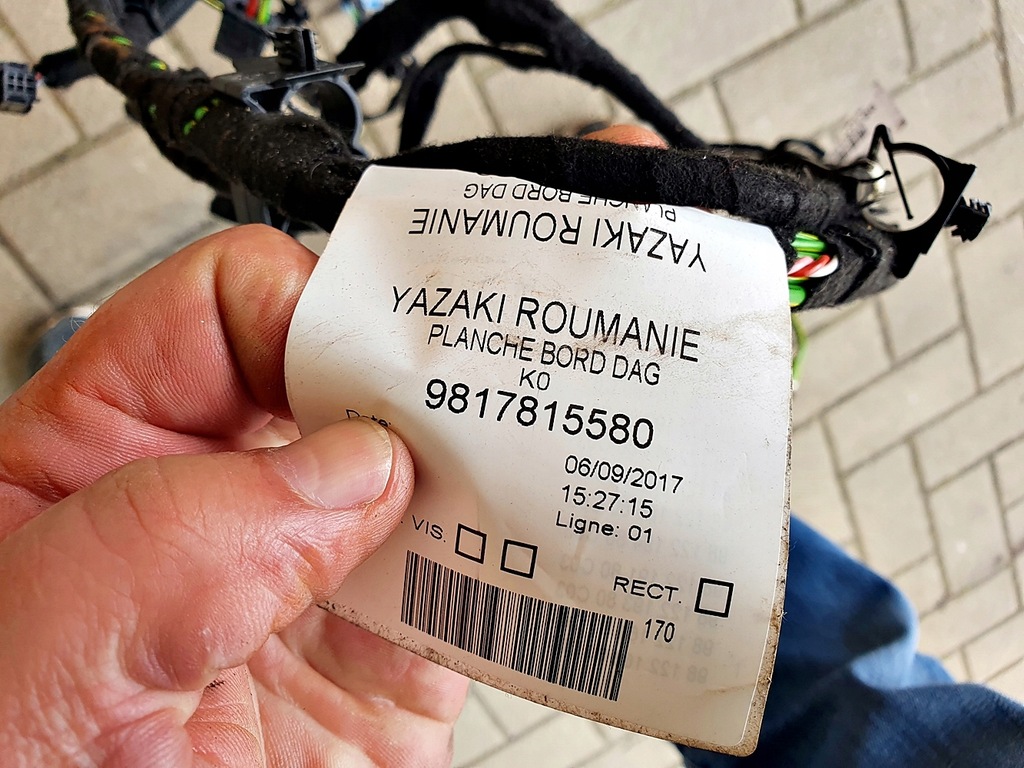 PLANCHE BORD DAG
YAZAKI ROUMANIE
YAZAKI ROUMANIE
PLANCHE BORD DAG
K0
9817815580
Date:
06/09/2017
15:27:15
Ligne: 01
VIS.
RECT.
170